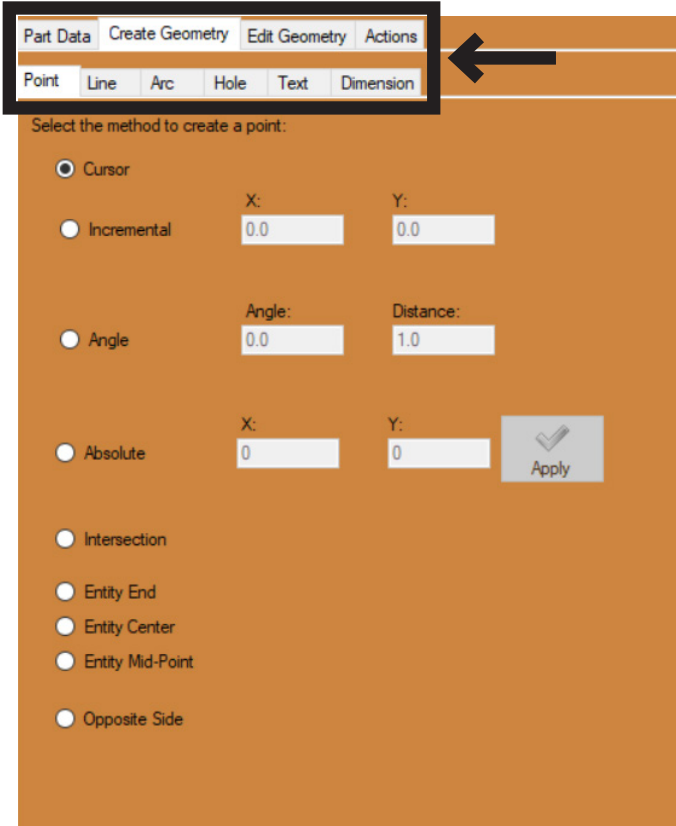 Part Data Create Geometry Edit Geometry Actions
Point Line Arc Hole Text Dimension
Select the method to create a point:
Cursor
X: Y:
Incremental 0.0 0.0
Angle: Distance:
Angle 0.0 1.0
X: Y:
Absolute 0 0 Apply
Intersection
Entity End
Entity Center
Entity Mid-Point
Opposite Side